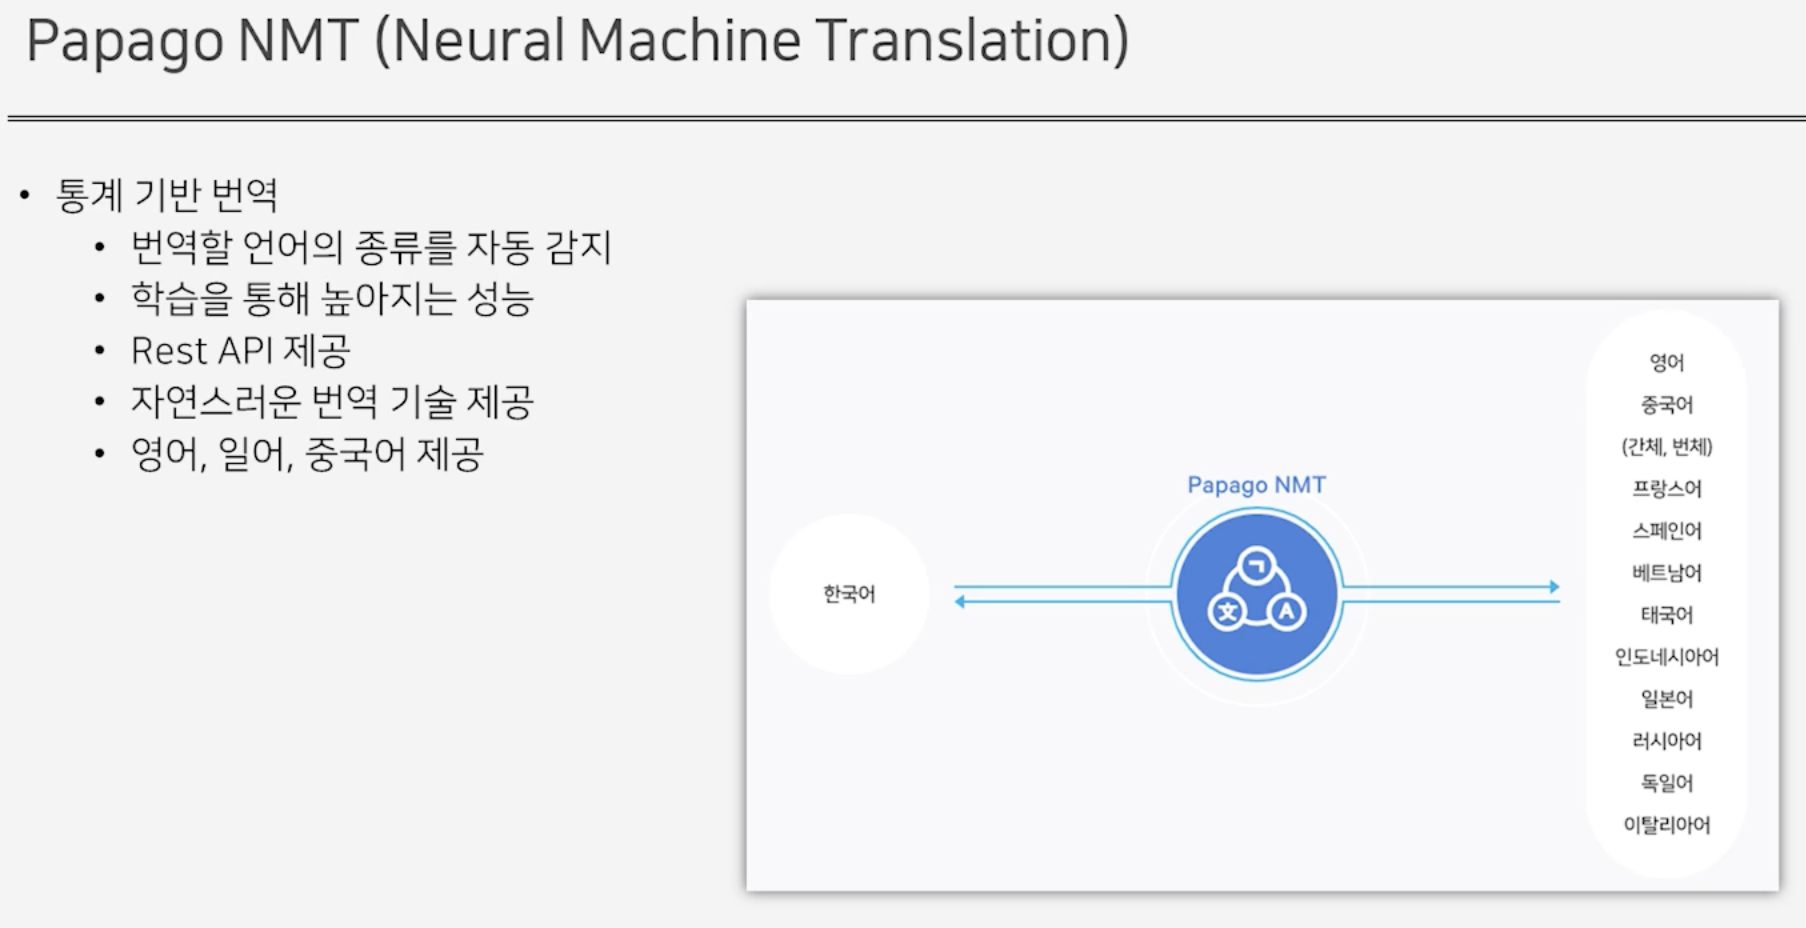 Papago NMT (Neural Machine Translation)
• 통계 기반 번역
• 번역할 언어의 종류를 자동 감지
• 학습을 통해 높아지는 성능
• Rest API 제공
• 자연스러운 번역 기술 제공
• 영어, 일어, 중국어 제공
한국어
Papago NMT
ㄱ
文
A
영어
중국어
(간체, 번체)
프랑스어
스페인어
베트남어
태국어
인도네시아어
일본어
러시아어
독일어
이탈리아어